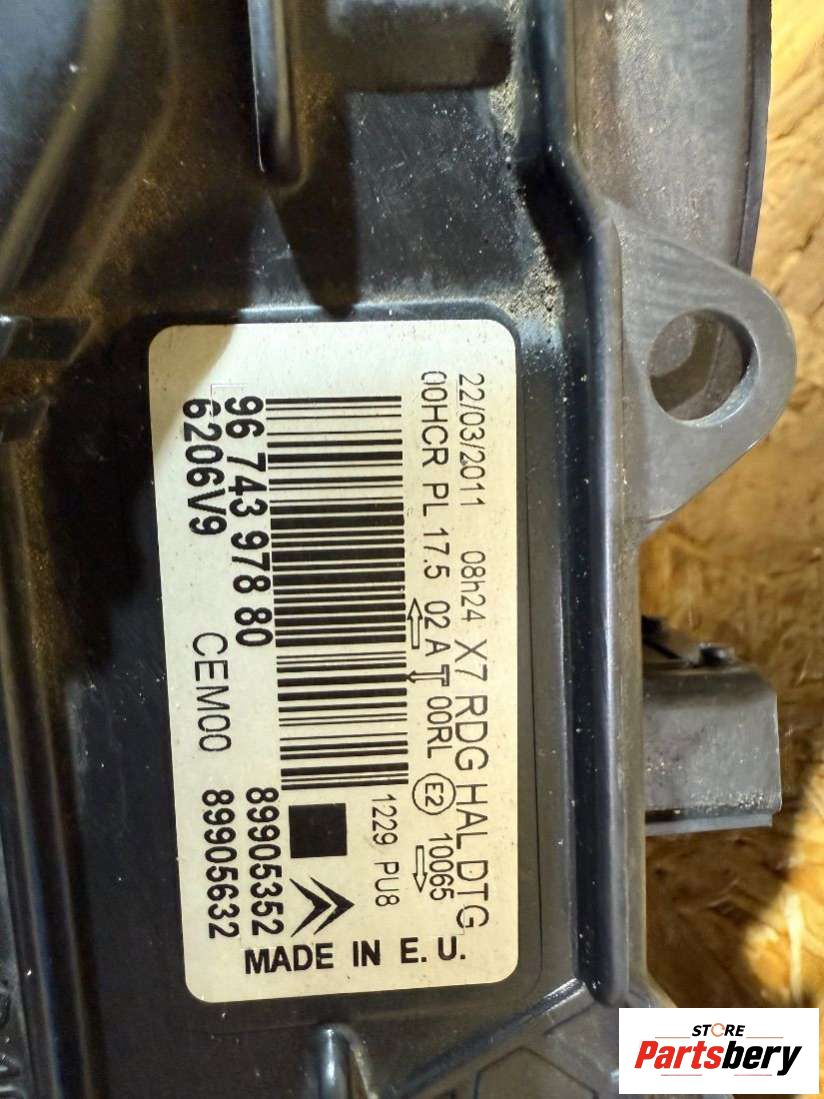 22/03/2011 08h24 X7 RDG HAL DTG
00HCR PL 17.5 02 A 00RL E2 10065
1229 PU8
96 743 978 80 89905352
6206V9 CEM00 89905632
MADE IN E. U.
STORE
Partsbery